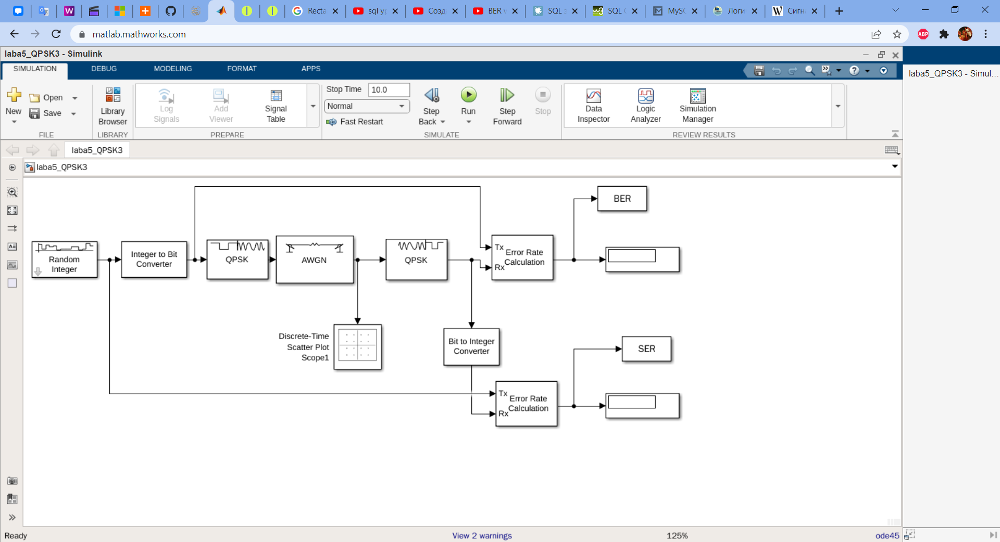 Recta
sql ур
Созд
BER v
SQL
SQL
MySC
Логи
Сигн
matlab.mathworks.com
ABP
laba5_QPSK3 - Simulink
SIMULATION
DEBUG
MODELING
FORMAT
APPS
laba5_QPSK3 - Simul...
New
Open
Save
Library
Browser
Log
Signals
Add
Viewer
Signal
Table
Stop Time
10.0
Normal
Fast Restart
Step
Back
Run
Step
Forward
Stop
Data
Inspector
Logic
Analyzer
Simulation
Manager
FILE
LIBRARY
PREPARE
SIMULATE
REVIEW RESULTS
laba5_QPSK3
laba5_QPSK3
BER
Random
Integer
Integer to Bit
Converter
QPSK
AWGN
QPSK
Tx
Rx
Error Rate
Calculation
Discrete-Time
Scatter Plot
Scope1
Bit to Integer
Converter
SER
Tx
Rx
Error Rate
Calculation
Ready
View 2 warnings
125%
ode45